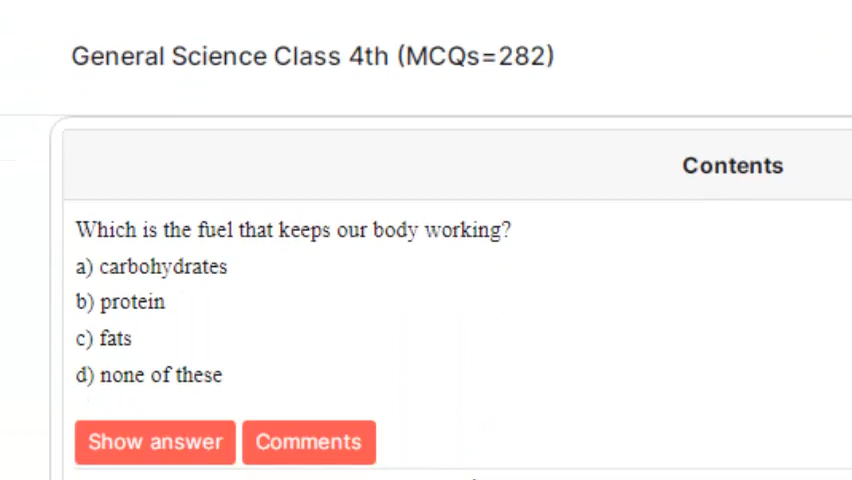 General Science Class 4th (MCQs=282)
Contents
Which is the fuel that keeps our body working?
a) carbohydrates
b) protein
c) fats
d) none of these
Show answer Comments